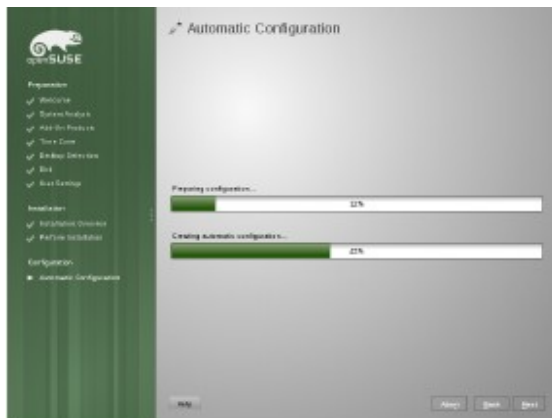 openSUSE
Automatic Configuration
Preparation
Welcome
System Analysis
Add-On Products
Time Zone
Desktop Selection
Disk
User Settings
Installation
Installation Overview
Perform Installation
Configuration
Automatic Configuration
Preparing configuration...
12%
Creating automatic configuration...
Help
Abort
Back
Next